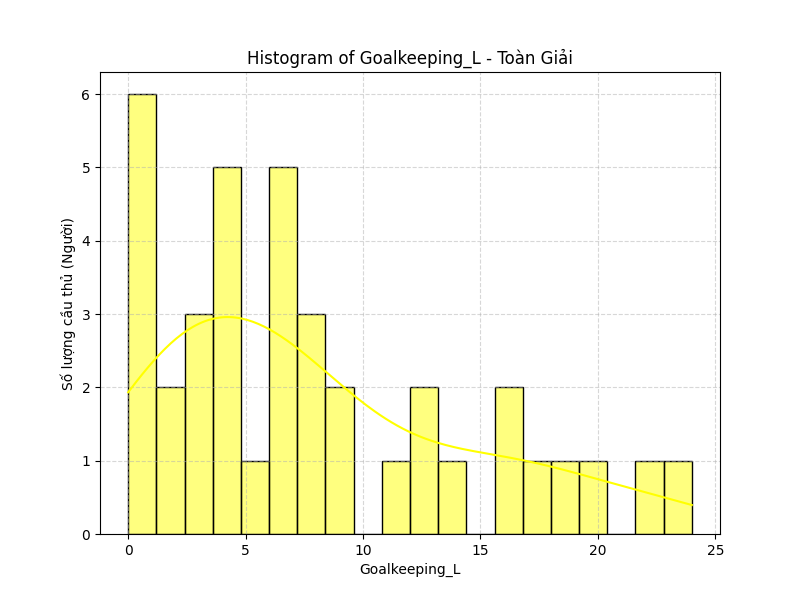 Histogram of Goalkeeping_L - Toàn Giải
6
5
4
3
2
1
0
Số lượng cầu thủ (Người)
0 5 10 15 20 25
Goalkeeping_L